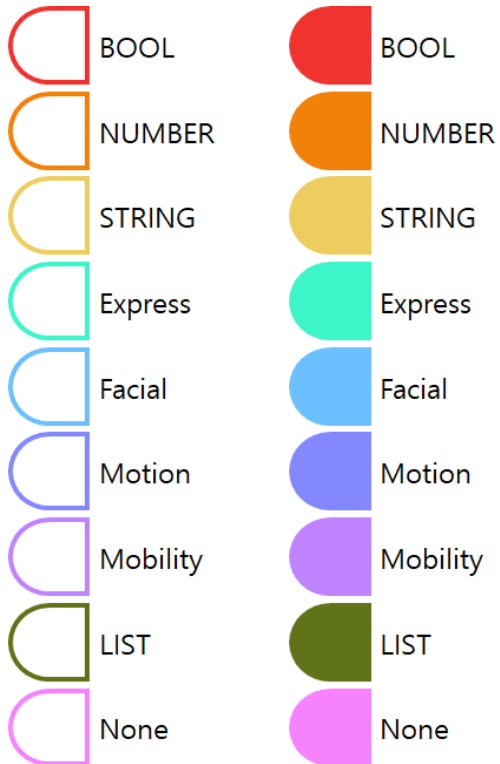 BOOL BOOL
NUMBER NUMBER
STRING STRING
Express Express
Facial Facial
Motion Motion
Mobility Mobility
LIST LIST
None None